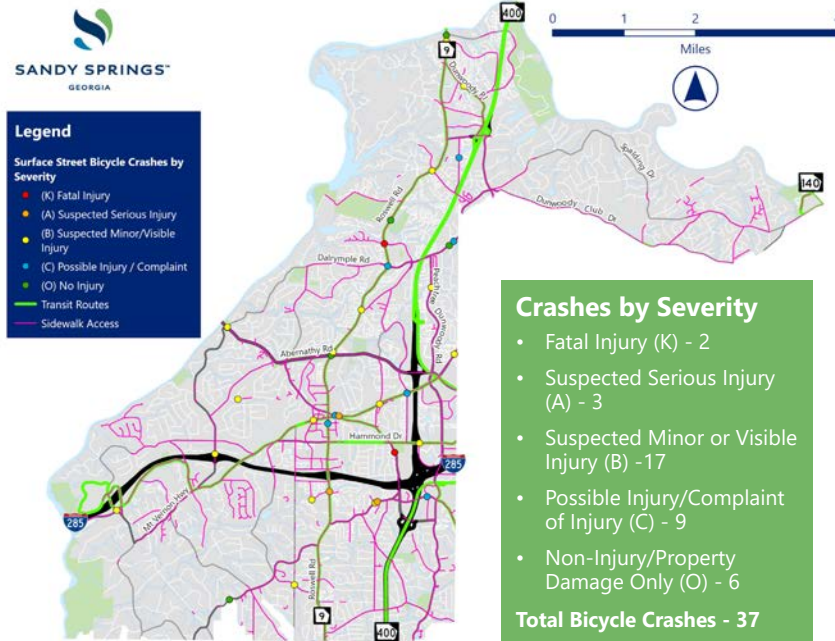 SANDY SPRINGS™
GEORGIA
Legend
Surface Street Bicycle Crashes by
Severity
(K) Fatal Injury
(A) Suspected Serious Injury
(B) Suspected Minor/Visible
Injury
(C) Possible Injury / Complaint
(O) No Injury
Transit Routes
Sidewalk Access
0 1 2
Miles
400
9
Dunwoody Pl
Roswell Rd
Spalding Dr
140
Dunwoody Club Dr
Dalrymple Rd
Peachtree Dunwoody Rd
Abernathy Rd
Hammond Dr
285
285
Mt Vernon Hwy
Roswell Rd
9
400
Crashes by Severity
• Fatal Injury (K) - 2
• Suspected Serious Injury
(A) - 3
• Suspected Minor or Visible
Injury (B) -17
• Possible Injury/Complaint
of Injury (C) - 9
• Non-Injury/Property
Damage Only (O) - 6
Total Bicycle Crashes - 37